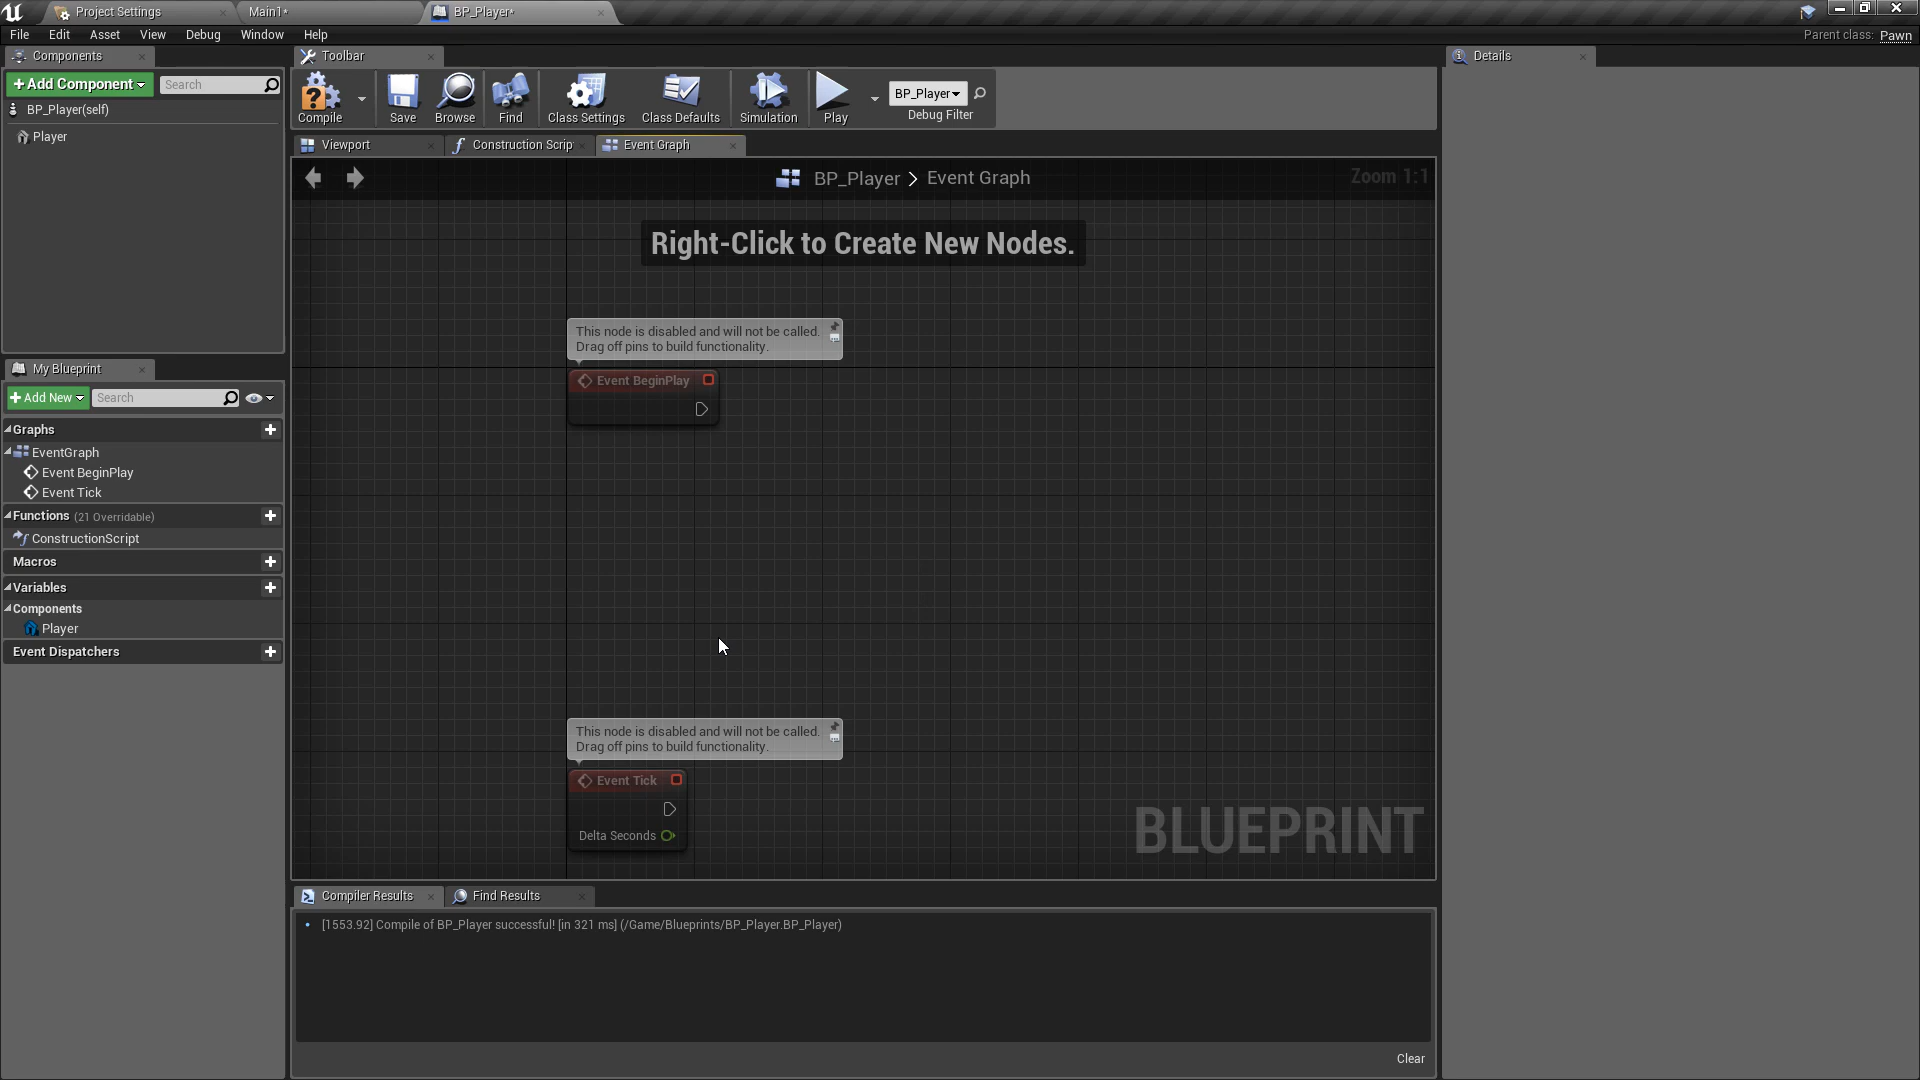 Project Settings
Main1*
BP_Player*
File Edit Asset View Debug Window Help
Parent class: Pawn
Components
+Add Component
Search
BP_Player(self)
Player
Toolbar
Compile
Save
Browse
Find
Class Settings
Class Defaults
Simulation
Play
BP_Player
Debug Filter
Details
Viewport
Construction Scrip
Event Graph
BP_Player > Event Graph
Zoom 1:1
Right-Click to Create New Nodes.
This node is disabled and will not be called.
Drag off pins to build functionality.
Event BeginPlay
This node is disabled and will not be called.
Drag off pins to build functionality.
Event Tick
Delta Seconds
BLUEPRINT
My Blueprint
+Add New
Search
Graphs
EventGraph
Event BeginPlay
Event Tick
Functions (21 Overridable)
ConstructionScript
Macros
Variables
Components
Player
Event Dispatchers
Compiler Results
Find Results
[1553.92] Compile of BP_Player successful! [in 321 ms] (/Game/Blueprints/BP_Player.BP_Player)
Clear